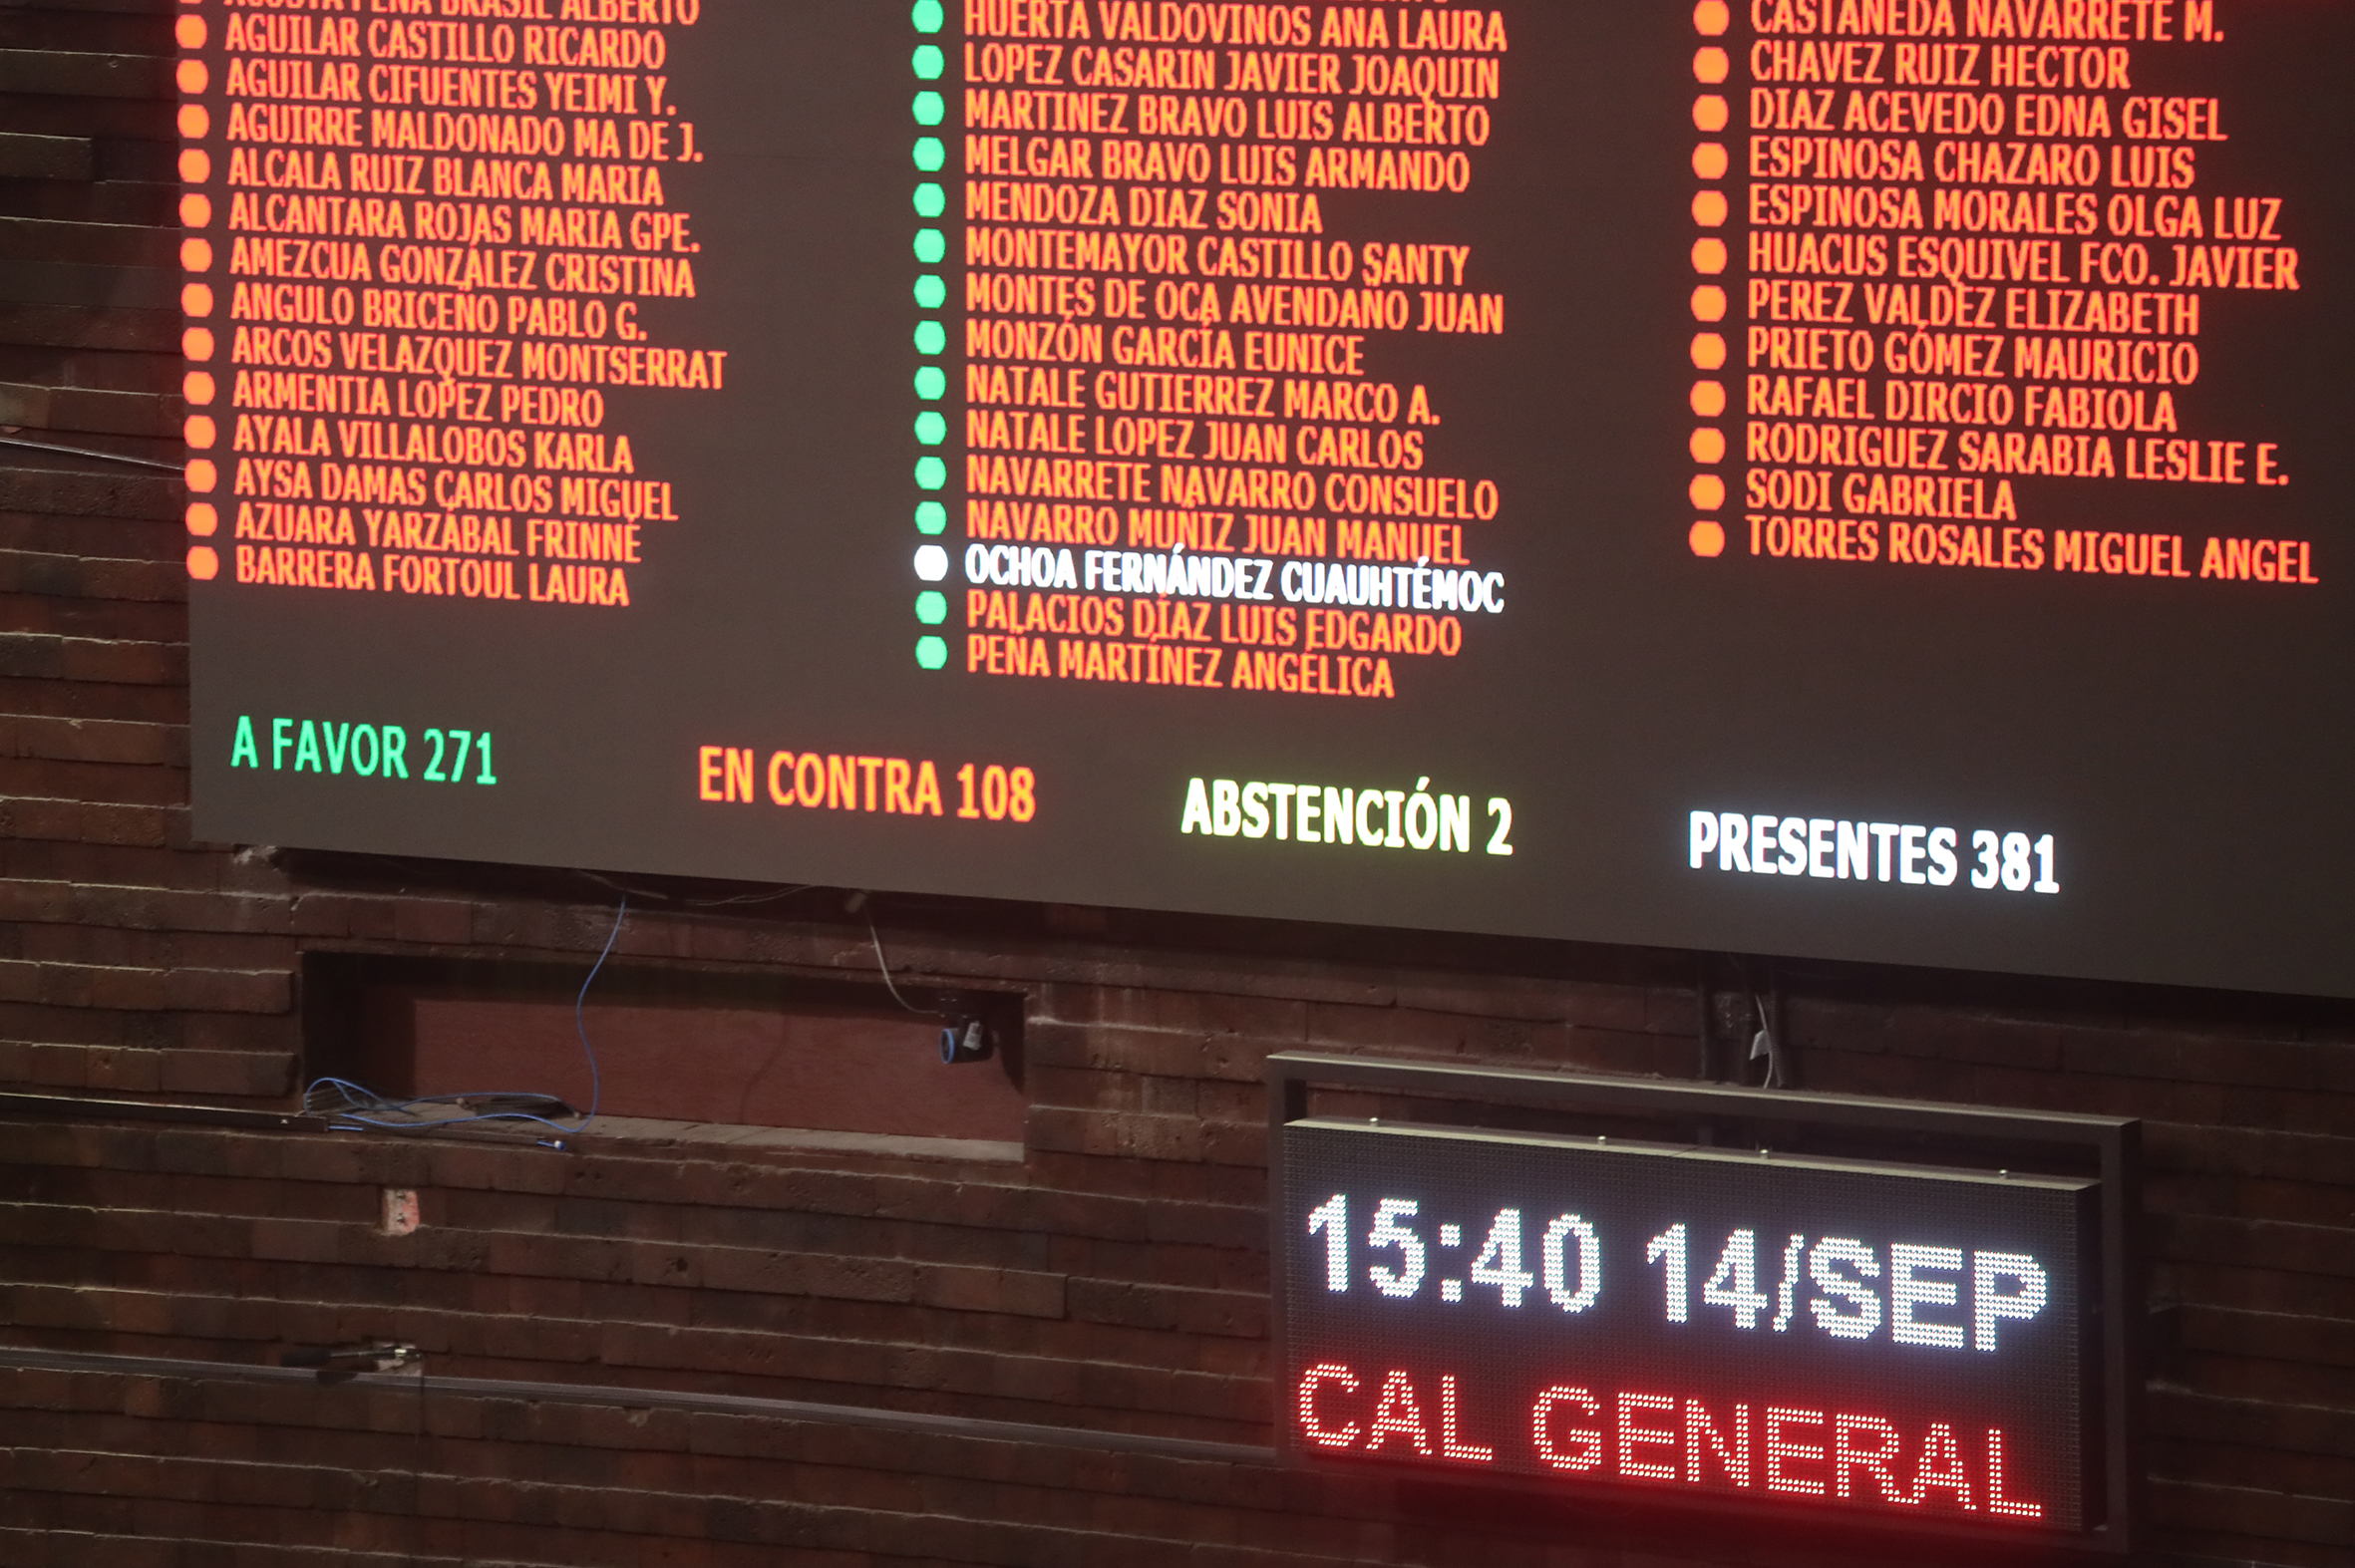 ACOSTA PEÑA BRASIL ALBERTO
AGUILAR CASTILLO RICARDO
AGUILAR CIFUENTES YEIMI Y.
AGUIRRE MALDONADO MA DE J.
ALCALA RUIZ BLANCA MARIA
ALCANTARA ROJAS MARIA GPE.
AMEZCUA GONZÁLEZ CRISTINA
ANGULO BRICEÑO PABLO G.
ARCOS VELAZQUEZ MONTSERRAT
ARMENTIA LOPEZ PEDRO
AYALA VILLALOBOS KARLA
AYSA DAMAS CARLOS MIGUEL
AZUARA YARZÁBAL FRINNÉ
BARRERA FORTOUL LAURA
HUERTA VALDOVINOS ANA LAURA
LOPEZ CASARIN JAVIER JOAQUIN
MARTINEZ BRAVO LUIS ALBERTO
MELGAR BRAVO LUIS ARMANDO
MENDOZA DIAZ SONIA
MONTEMAYOR CASTILLO SANTY
MONTES DE OCA AVENDAÑO JUAN
MONZÓN GARCÍA EUNICE
NATALE GUTIERREZ MARCO A.
NATALE LOPEZ JUAN CARLOS
NAVARRETE NAVARRO CONSUELO
NAVARRO MUÑIZ JUAN MANUEL
OCHOA FERNÁNDEZ CUAUHTÉMOC
PALACIOS DÍAZ LUIS EDGARDO
PEÑA MARTÍNEZ ANGÉLICA
CASTAÑEDA NAVARRETE M.
CHAVEZ RUIZ HECTOR
DIAZ ACEVEDO EDNA GISEL
ESPINOSA CHAZARO LUIS
ESPINOSA MORALES OLGA LUZ
HUACUS ESQUIVEL FCO. JAVIER
PEREZ VALDEZ ELIZABETH
PRIETO GÓMEZ MAURICIO
RAFAEL DIRCIO FABIOLA
RODRIGUEZ SARABIA LESLIE E.
SODI GABRIELA
TORRES ROSALES MIGUEL ANGEL
A FAVOR 271
EN CONTRA 108
ABSTENCIÓN 2
PRESENTES 381
15:40 14/SEP
CAL GENERAL